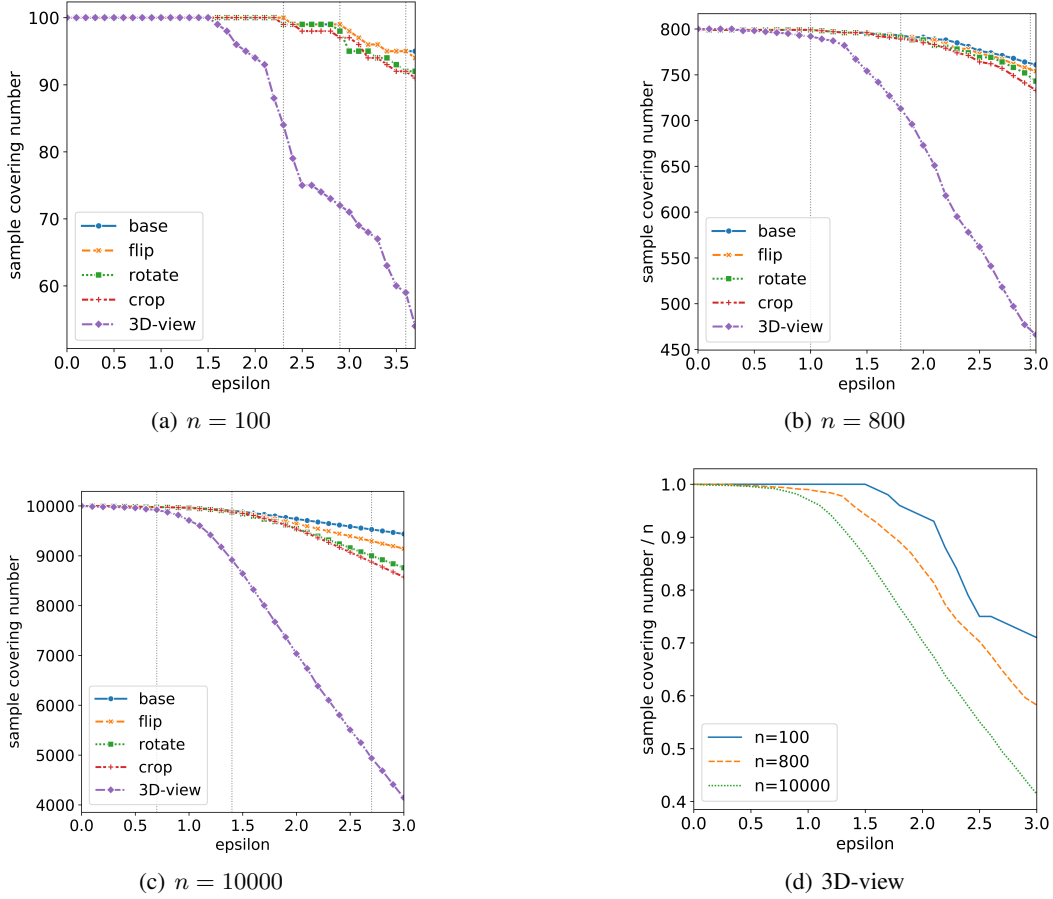 100
90
80
70
60
sample covering number
base
flip
rotate
crop
3D-view
0.0 0.5 1.0 1.5 2.0 2.5 3.0 3.5
epsilon
(a) n = 100
800
750
700
650
600
550
500
450
sample covering number
base
flip
rotate
crop
3D-view
0.0 0.5 1.0 1.5 2.0 2.5 3.0
epsilon
(b) n = 800
10000
9000
8000
7000
6000
5000
4000
sample covering number
base
flip
rotate
crop
3D-view
0.0 0.5 1.0 1.5 2.0 2.5 3.0
epsilon
(c) n = 10000
1.0
0.9
0.8
0.7
0.6
0.5
0.4
sample covering number / n
n=100
n=800
n=10000
0.0 0.5 1.0 1.5 2.0 2.5 3.0
epsilon
(d) 3D-view